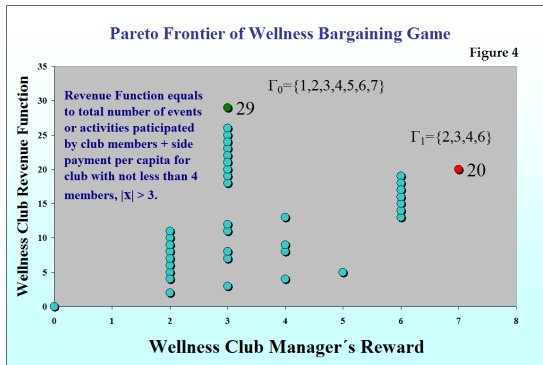 Pareto Frontier of Wellness Bargaining Game
Figure 4
Γ₀={1,2,3,4,5,6,7}
Revenue Function equals
to total number of events
or activities paticipated
by club members + side
payment per capita for
club with not less than 4
members, |x| > 3.
29
Γ₁={2,3,4,6}
20
Wellness Club Revenue Function
35
30
25
20
15
10
5
0
0 1 2 3 4 5 6 7 8
Wellness Club Manager´s Reward